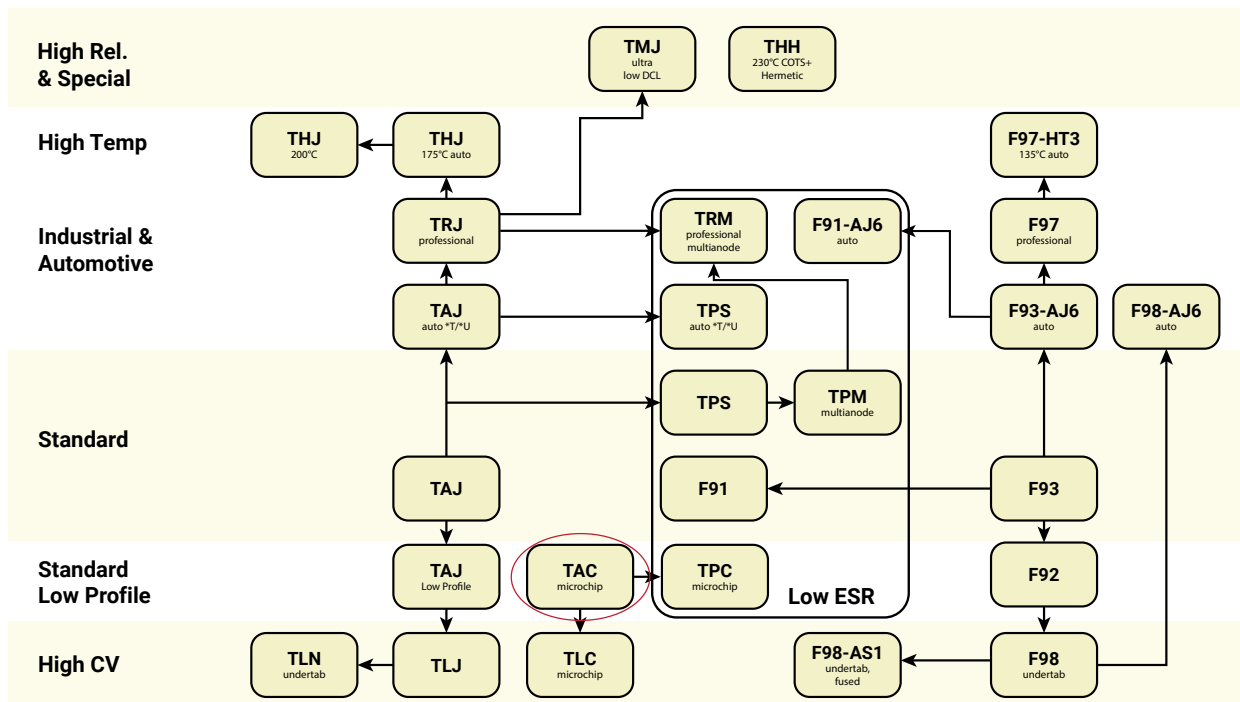 High Rel.
& Special
TMJ
ultra
low DCL
THH
230°C COTS+
Hermetic
High Temp
THJ
200°C
THJ
175°C auto
F97-HT3
135°C auto
Industrial &
Automotive
TRJ
professional
TRM
professional
multianode
F91-AJ6
auto
F97
professional
TAJ
auto *T/*U
TPS
auto *T/*U
F93-AJ6
auto
F98-AJ6
auto
Standard
TPS
TPM
multianode
TAJ
F91
F93
Standard
Low Profile
TAJ
Low Profile
TAC
microchip
TPC
microchip
Low ESR
F92
High CV
TLN
undertab
TLJ
TLC
microchip
F98-AS1
undertab,
fused
F98
undertab